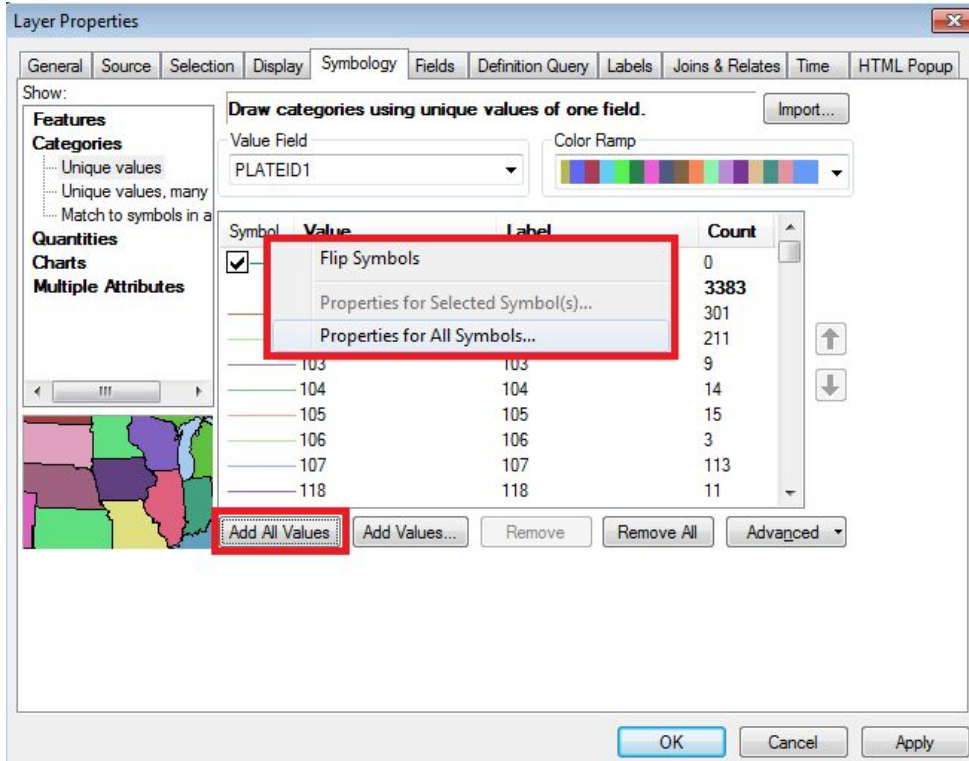 Layer Properties
General Source Selection Display Symbology Fields Definition Query Labels Joins & Relates Time HTML Popup
Show:
Features
Categories
Unique values
Unique values, many
Match to symbols in a
Quantities
Charts
Multiple Attributes
Draw categories using unique values of one field.
Import...
Value Field
Color Ramp
PLATEID1
Symbol Value Label Count
Flip Symbols
Properties for Selected Symbol(s)...
Properties for All Symbols...
0
3383
301
211
103 103 9
104 104 14
105 105 15
106 106 3
107 107 113
118 118 11
Add All Values Add Values... Remove Remove All Advanced
OK Cancel Apply